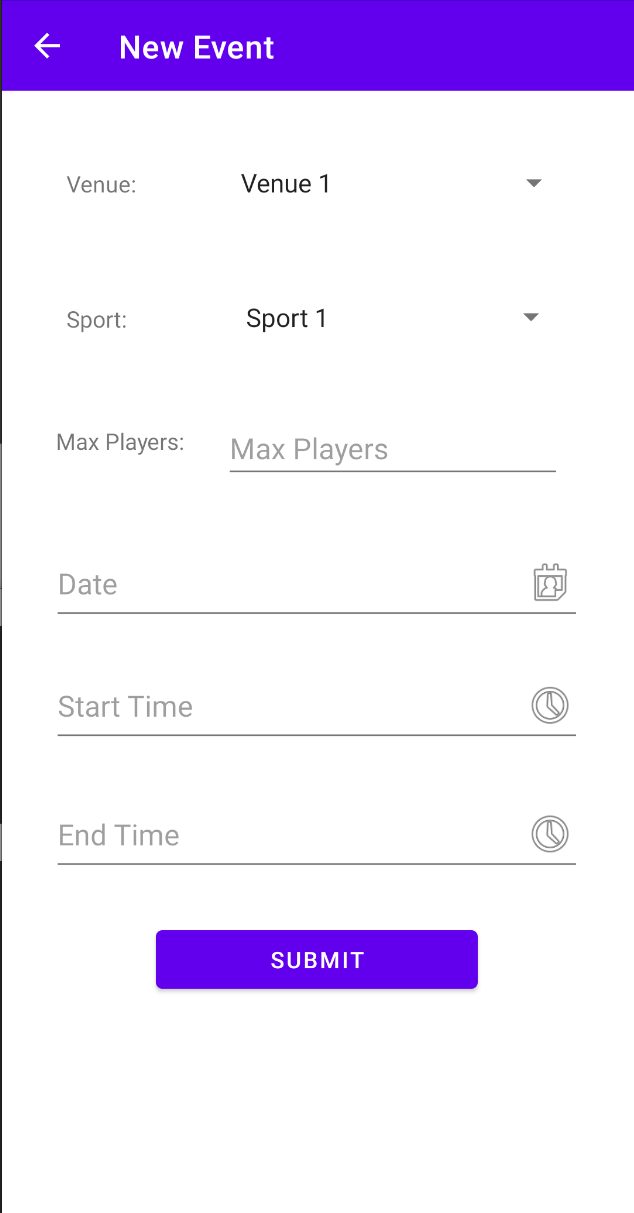 New Event
Venue: Venue 1
Sport: Sport 1
Max Players: Max Players
Date
Start Time
End Time
SUBMIT